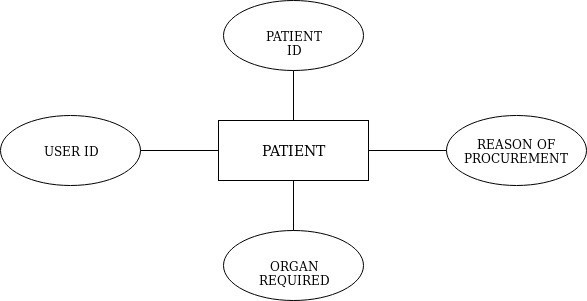 PATIENT
ID
USER ID
PATIENT
REASON OF
PROCUREMENT
ORGAN
REQUIRED